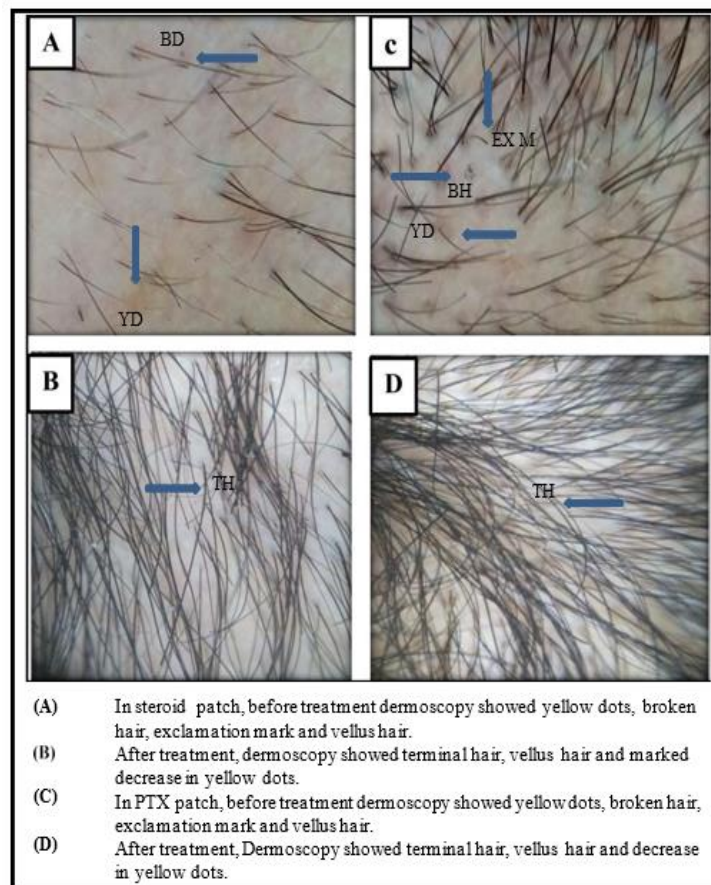 A
BD
YD
c
EX M
BH
YD
B
TH
D
TH
(A) In steroid patch, before treatment dermoscopy showed yellow dots, broken
hair, exclamation mark and vellus hair.
(B) After treatment, dermoscopy showed terminal hair, vellus hair and marked
decrease in yellow dots.
(C) In PTX patch, before treatment dermoscopy showed yellow dots, broken hair,
exclamation mark and vellus hair.
(D) After treatment, Dermoscopy showed terminal hair, vellus hair and decrease
in yellow dots.